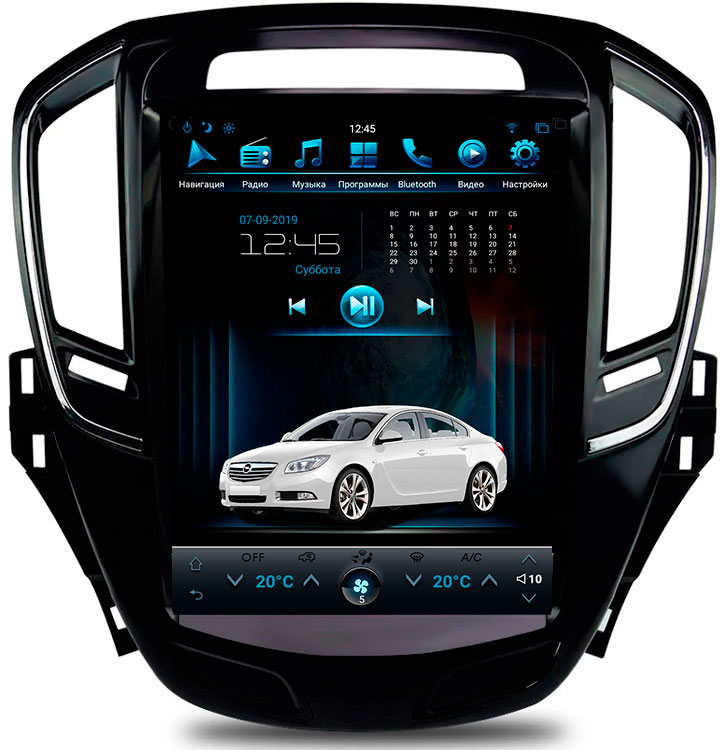 12:45
Навигация Радио Музыка Программы Bluetooth Видео Настройки
07-09-2019
12:45
Суббота
ВС ПН ВТ СР ЧТ ПТ СБ
1 2 3 4 5 6 7
8 9 10 11 12 13 14
15 16 17 18 19 20 21
22 23 24 25 26 27 28
29 30 1 2 3 4 5
6 7 8 9 10 11 12
OFF A/C
20°C 20°C 10
5